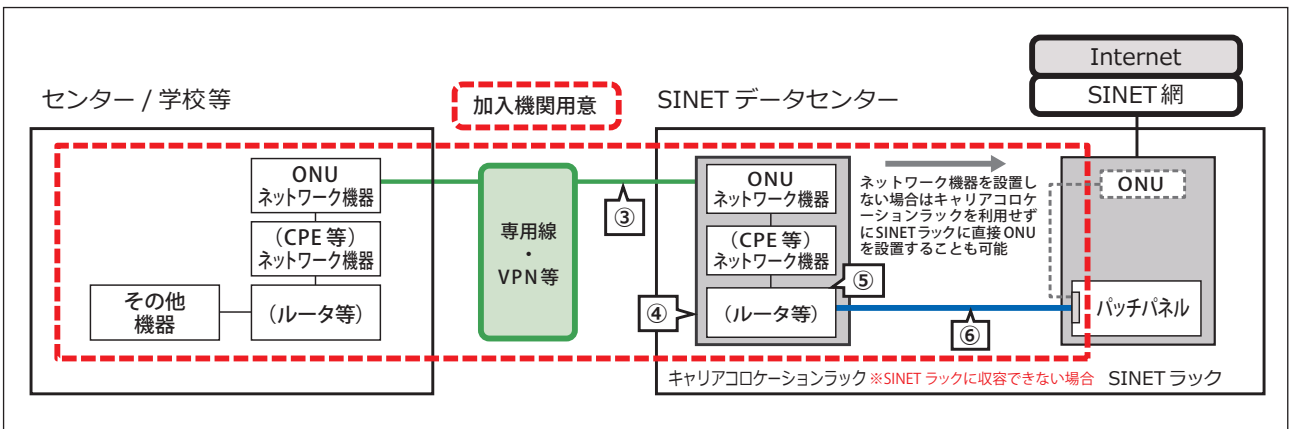 Internet
SINET網
センター / 学校等
加入機関用意
SINET データセンター
ONU
ネットワーク機器
(CPE 等)
ネットワーク機器
(ルータ等)
その他
機器
専用線
・
VPN等
③
ONU
ネットワーク機器
(CPE 等)
ネットワーク機器
(ルータ等)
④
⑤
⑥
ネットワーク機器を設置し
ない場合はキャリアコロケ
ーションラックを利用せず
にSINETラックに直接ONU
を設置することも可能
ONU
パッチパネル
キャリアコロケーションラック ※SINET ラックに収容できない場合
SINET ラック